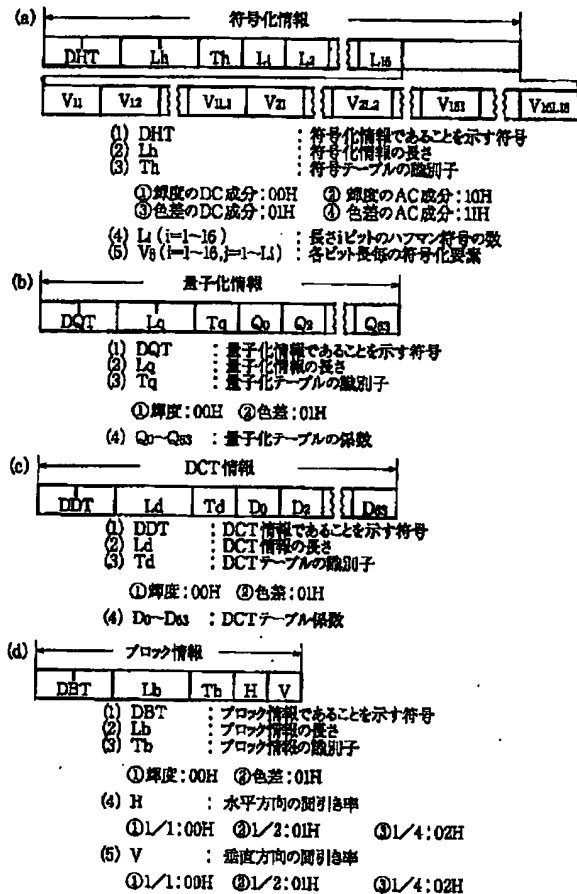 (a) 符号化情報
DHT Lh Th L1 L2 L16
V11 V12 V1L1 V21 V2L2 V161 V16L16
(1) DHT : 符号化情報であることを示す符号
(2) Lh : 符号化情報の長さ
(3) Th : 符号テーブルの識別子
①輝度のDC成分:00H ② 輝度のAC成分:10H
③色差のDC成分:01H ④ 色差のAC成分:11H
(4) Li (i=1~16) : 長さiビットのハフマン符号の数
(5) Vij (i=1~16,j=1~Li) : 各ビット長毎の符号化要素
(b) 量子化情報
DQT Lq Tq Q0 Q2 Q63
(1) DQT : 量子化情報であることを示す符号
(2) Lq : 量子化情報の長さ
(3) Tq : 量子化テーブルの識別子
①輝度:00H ②色差:01H
(4) Q0~Q63 : 量子化テーブルの係数
(c) DCT情報
DDT Ld Td D0 D2 D63
(1) DDT : DCT情報であることを示す符号
(2) Ld : DCT情報の長さ
(3) Td : DCTテーブルの識別子
①輝度:00H ②色差:01H
(4) D0~D63 : DCTテーブル係数
(d) ブロック情報
DBT Lb Tb H V
(1) DBT : ブロック情報であることを示す符号
(2) Lb : ブロック情報の長さ
(3) Tb : ブロック情報の識別子
①輝度:00H ②色差:01H
(4) H : 水平方向の間引き率
①1/1:00H ②1/2:01H ③1/4:02H
(5) V : 垂直方向の間引き率
①1/1:00H ②1/2:01H ③1/4:02H